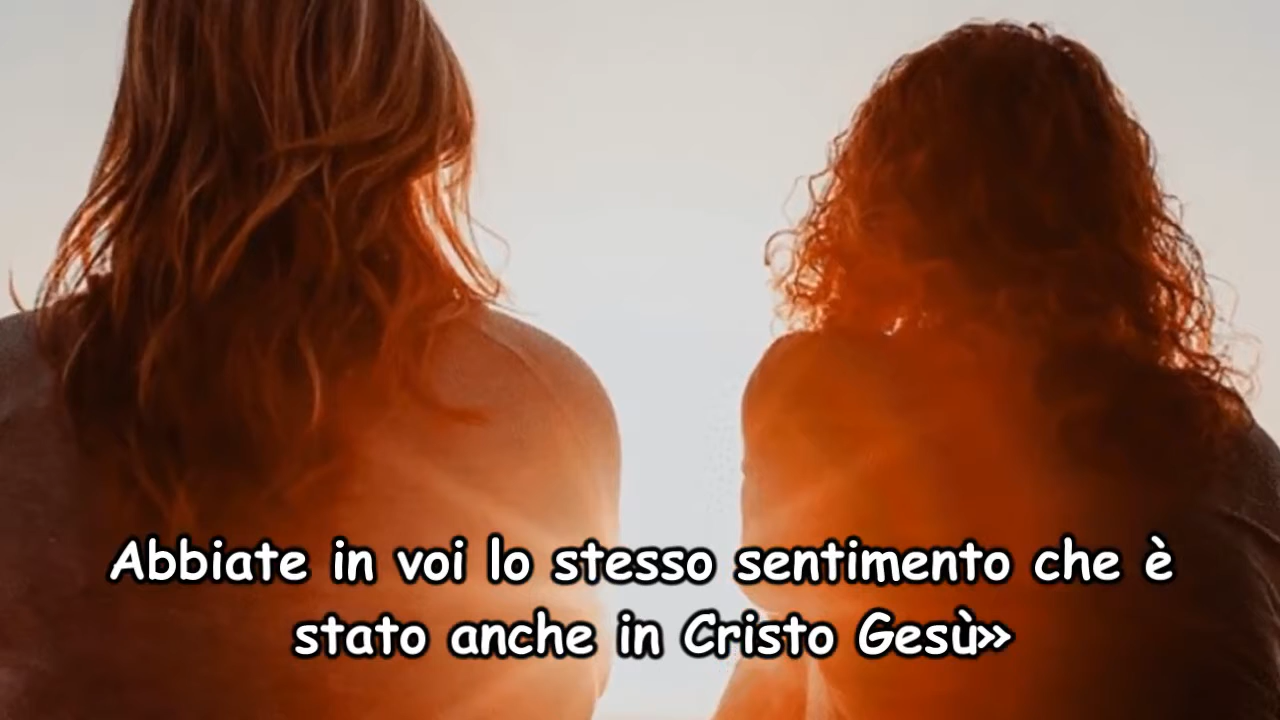 Abbiate in voi lo stesso sentimento che è
stato anche in Cristo Gesù»